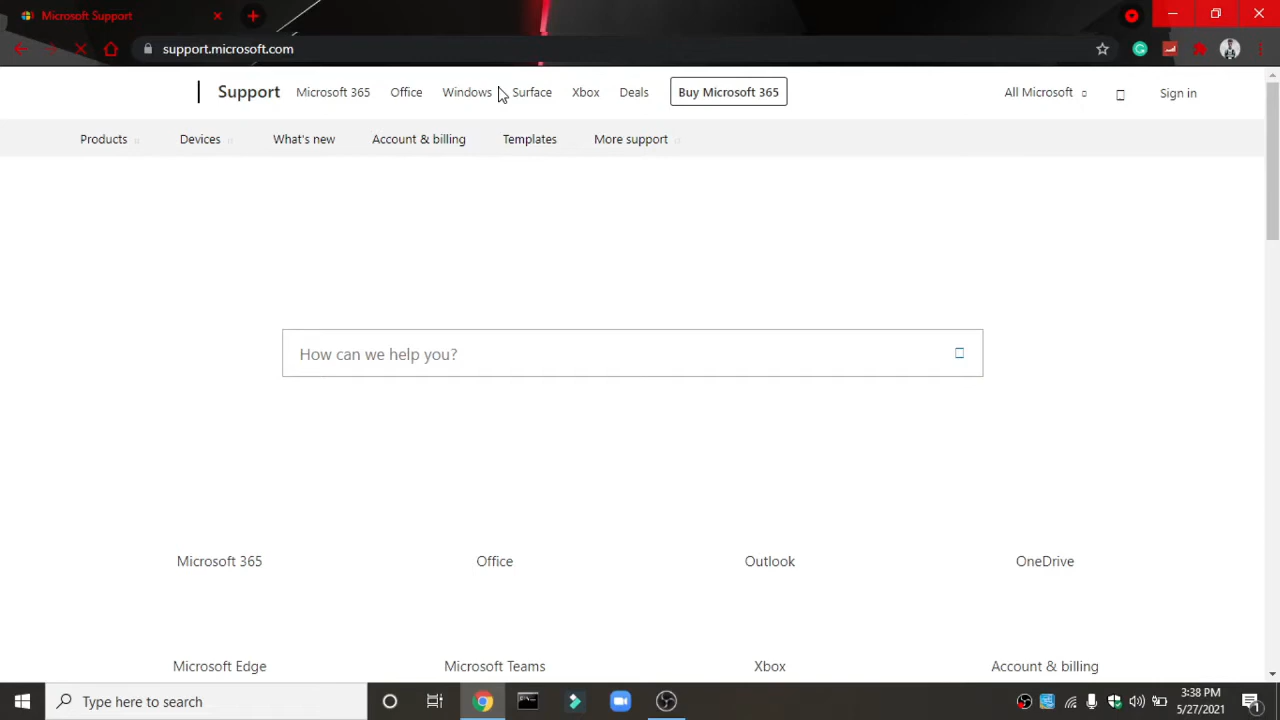 Microsoft Support
support.microsoft.com
Support Microsoft 365 Office Windows Surface Xbox Deals Buy Microsoft 365 All Microsoft Sign in
Products Devices What's new Account & billing Templates More support
How can we help you?
Microsoft 365 Office Outlook OneDrive
Microsoft Edge Microsoft Teams Xbox Account & billing
Type here to search
3:38 PM
5/27/2021
1